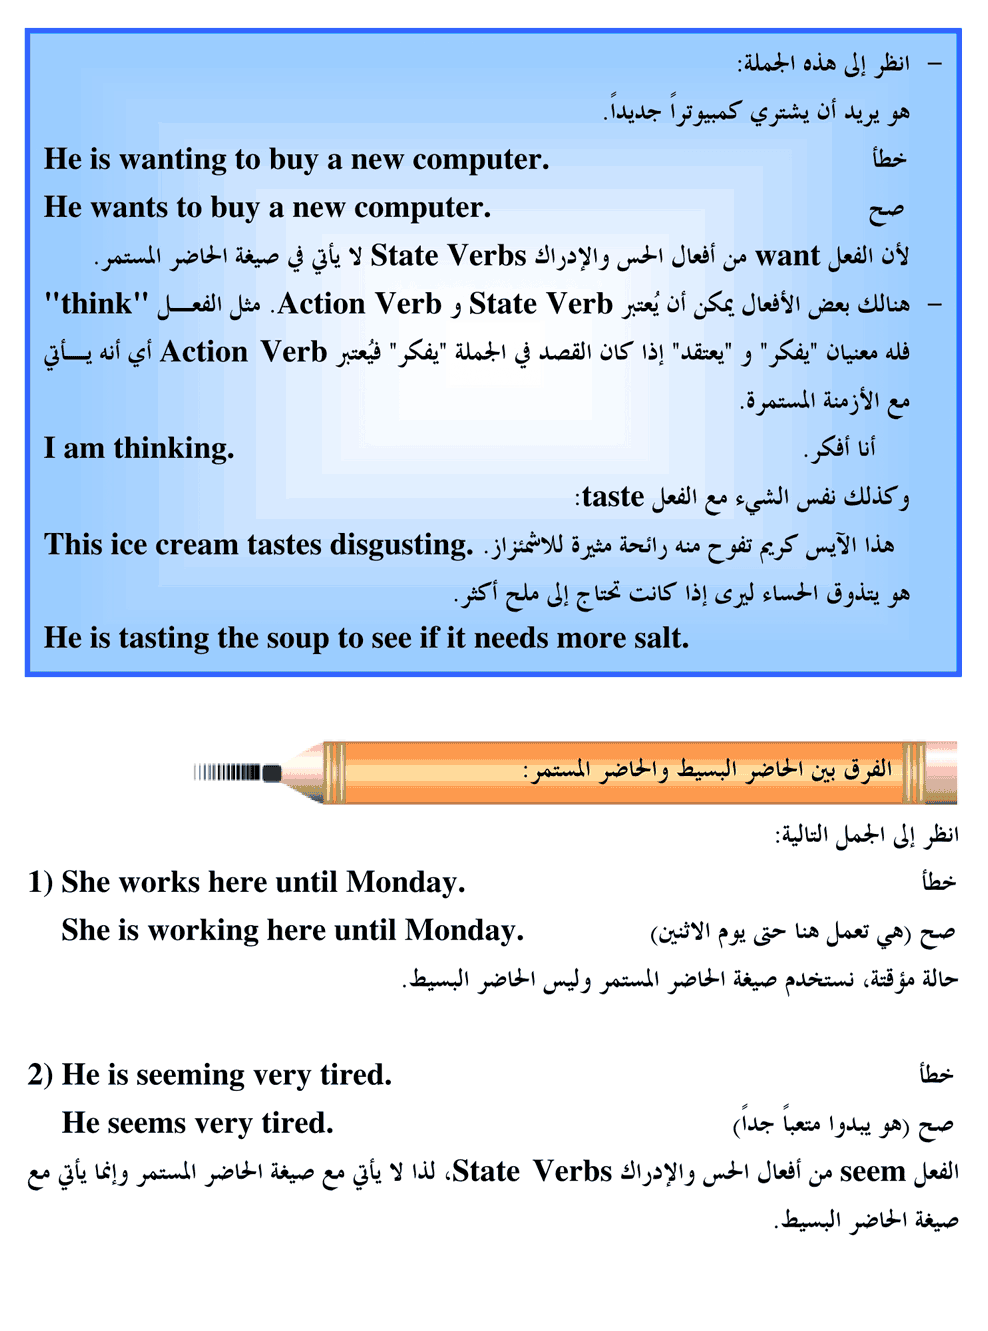 – انظر إلى هذه الجملة:
هو يريد أن يشتري كمبيوتراً جديداً.
He is wanting to buy a new computer. خطأ
He wants to buy a new computer. صح
لأن الفعل want من أفعال الحس والإدراك State Verbs لا يأتي في صيغة الحاضر المستمر.
– هنالك بعض الأفعال يمكن أن يُعتبر State Verb و Action Verb. مثل الفعـــل "think"
فله معنيان "يفكر" و "يعتقد" إذا كان القصد في الجملة "يفكر" فيُعتبر Action Verb أي أنه يـــأتي
مع الأزمنة المستمرة.
I am thinking. أنا أفكر.
وكذلك نفس الشيء مع الفعل taste:
This ice cream tastes disgusting. هذا الآيس كريم تفوح منه رائحة مثيرة للاشمئزاز.
هو يتذوق الحساء ليرى إذا كانت تحتاج إلى ملح أكثر.
He is tasting the soup to see if it needs more salt.
الفرق بين الحاضر البسيط والحاضر المستمر:
انظر إلى الجمل التالية:
1) She works here until Monday. خطأ
She is working here until Monday. صح (هي تعمل هنا حتى يوم الاثنين)
حالة مؤقتة، نستخدم صيغة الحاضر المستمر وليس الحاضر البسيط.
2) He is seeming very tired. خطأ
He seems very tired. صح (هو يبدوا متعباً جداً)
الفعل seem من أفعال الحس والإدراك State Verbs، لذا لا يأتي مع صيغة الحاضر المستمر وإنما يأتي مع
صيغة الحاضر البسيط.